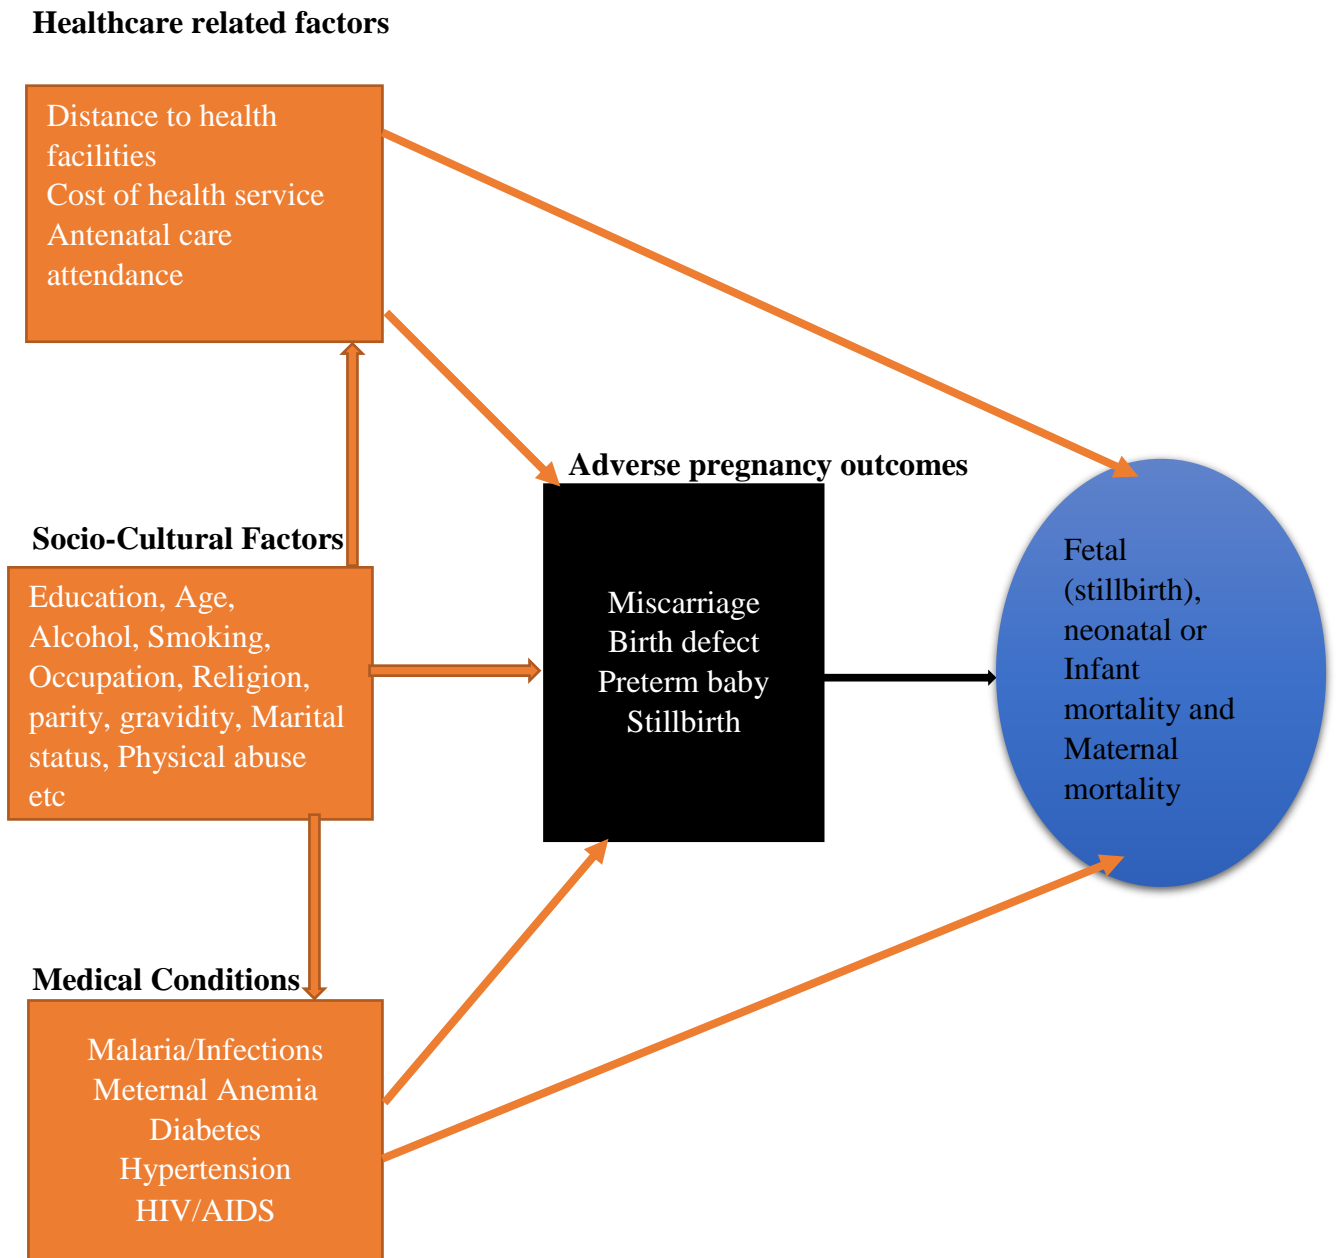 Healthcare related factors
Distance to health
facilities
Cost of health service
Antenatal care
attendance
Adverse pregnancy outcomes
Miscarriage
Birth defect
Preterm baby
Stillbirth
Fetal
(stillbirth),
neonatal or
Infant
mortality and
Maternal
mortality
Socio-Cultural Factors
Education, Age,
Alcohol, Smoking,
Occupation, Religion,
parity, gravidity, Marital
status, Physical abuse
etc
Medical Conditions
Malaria/Infections
Meternal Anemia
Diabetes
Hypertension
HIV/AIDS